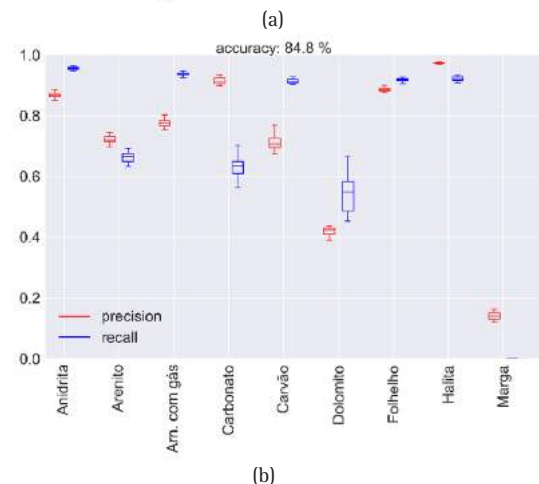 (a)
accuracy: 84.8 %
1.0
0.8
0.6
0.4
0.2
0.0
precision
recall
Anidrita
Arenito
Arn. com gás
Carbonato
Carvão
Dolomito
Folhelho
Halita
Marga
(b)